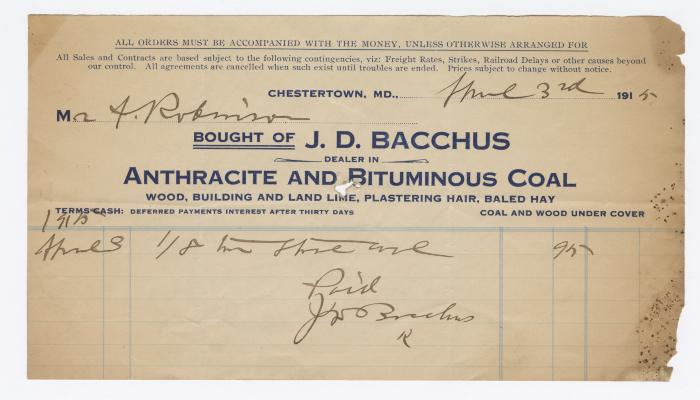 ALL ORDERS MUST BE ACCOMPANIED WITH THE MONEY, UNLESS OTHERWISE ARRANGED FOR
All Sales and Contracts are based subject to the following contingencies, viz: Freight Rates, Strikes, Railroad Delays or other causes beyond
our control. All agreements are cancelled when such exist until troubles are ended. Prices subject to change without notice.
CHESTERTOWN, MD., April 3rd 1915
Mr A. Robinson
BOUGHT OF J. D. BACCHUS
DEALER IN
ANTHRACITE AND BITUMINOUS COAL
WOOD, BUILDING AND LAND LIME, PLASTERING HAIR, BALED HAY
TERMS CASH: DEFERRED PAYMENTS INTEREST AFTER THIRTY DAYS COAL AND WOOD UNDER COVER
1915
April 3 1/8 ton stove coal 95
Paid
J D Bacchus
R